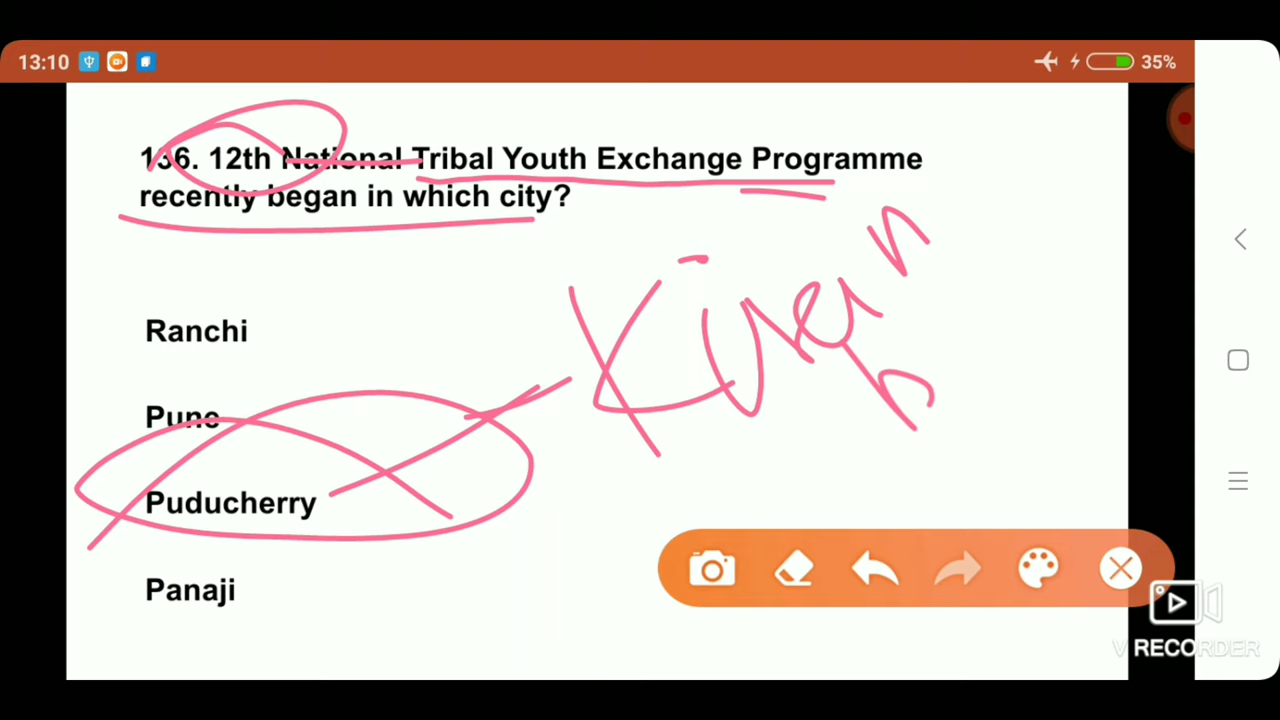 13:10 35%
136. 12th National Tribal Youth Exchange Programme
recently began in which city?
Ranchi
Pune
Puducherry
Panaji
V RECORDER